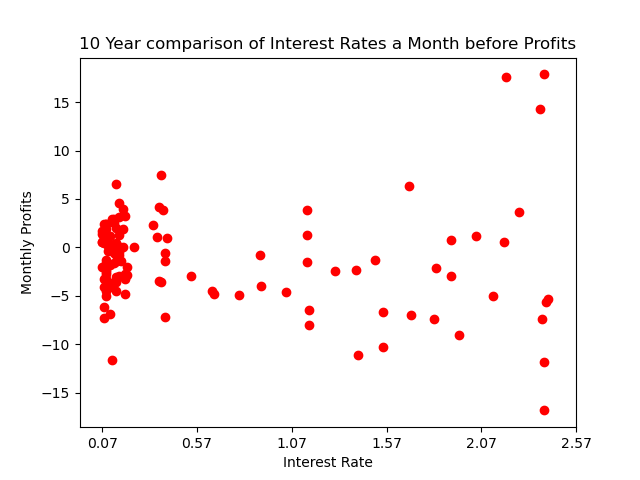 10 Year comparison of Interest Rates a Month before Profits
15
10
5
0
−5
−10
−15
Monthly Profits
0.07 0.57 1.07 1.57 2.07 2.57
Interest Rate